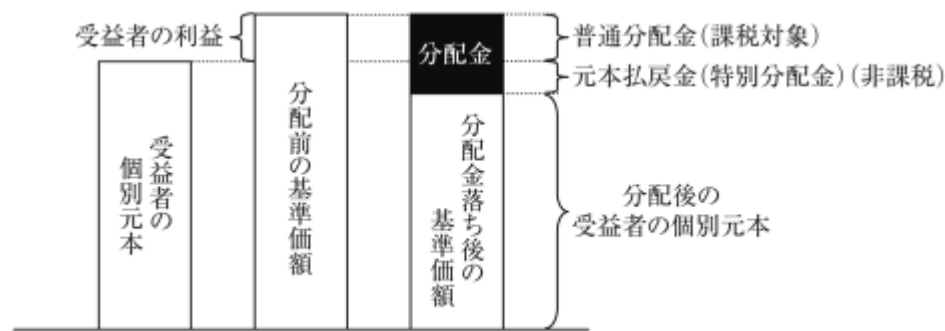 受益者の利益
受益者の
個別元本
分配前の基準価額
分配金
分配金落ち後の
基準価額
普通分配金(課税対象)
元本払戻金(特別分配金)(非課税)
分配後の
受益者の個別元本